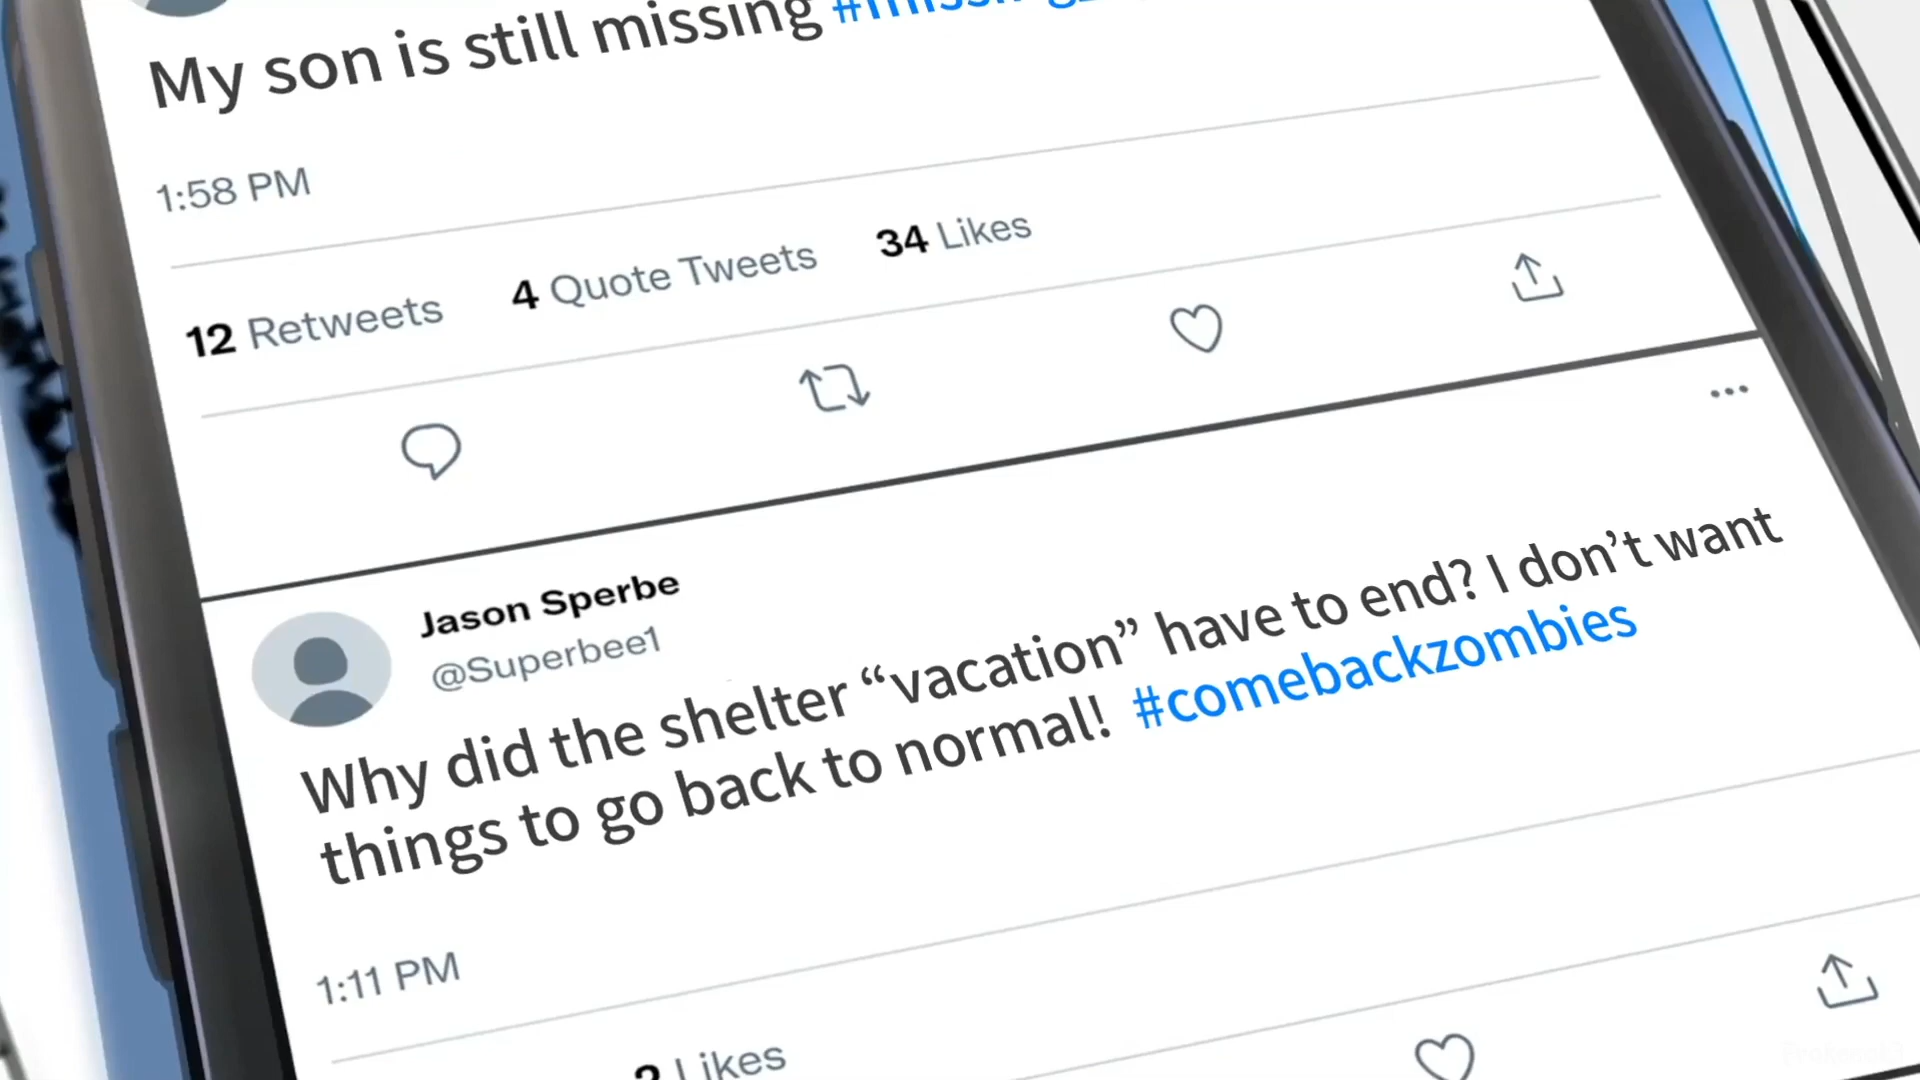 My son is still missing
1:58 PM
12 Retweets 4 Quote Tweets 34 Likes
Jason Sperbe
@Superbee1
Why did the shelter “vacation” have to end? I don’t want
things to go back to normal! #comebackzombies
1:11 PM
Likes